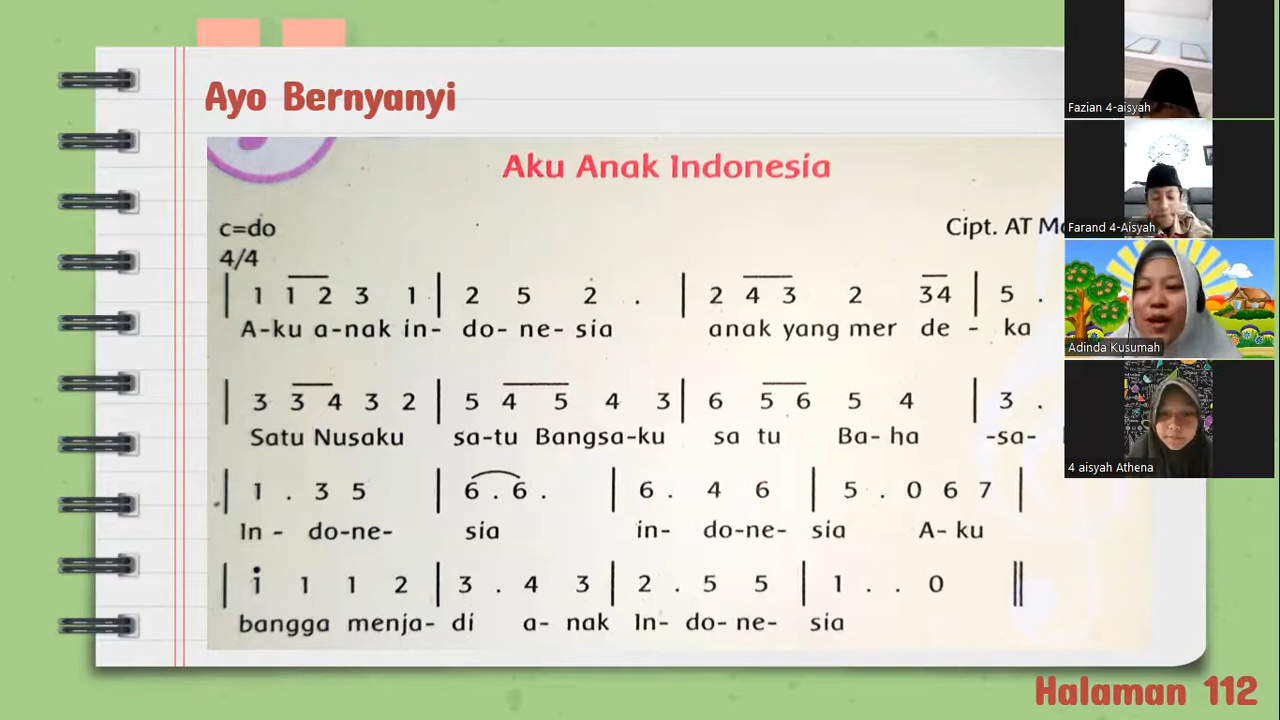 Ayo Bernyanyi
Aku Anak Indonesia
c=do
Cipt. AT
4/4
| 1 1 2 3 1 | 2 5 2 . | 2 4 3 2 34 | 5 .
A-ku a-nak in- do- ne- sia anak yang mer de - ka
| 3 3 4 3 2 | 5 4 5 4 3 | 6 5 6 5 4 | 3 .
Satu Nusaku sa-tu Bangsa-ku sa tu Ba- ha -sa-
| 1 . 3 5 | 6 . 6 . | 6 . 4 6 | 5 . 0 6 7 |
In - do-ne- sia in- do-ne- sia A- ku
| i 1 1 2 | 3 . 4 3 | 2 . 5 5 | 1 . . 0 ||
bangga menja- di a- nak In- do- ne- sia
Halaman 112
Fazian 4-aisyah
Farand 4-Aisyah
Adinda Kusumah
4 aisyah Athena